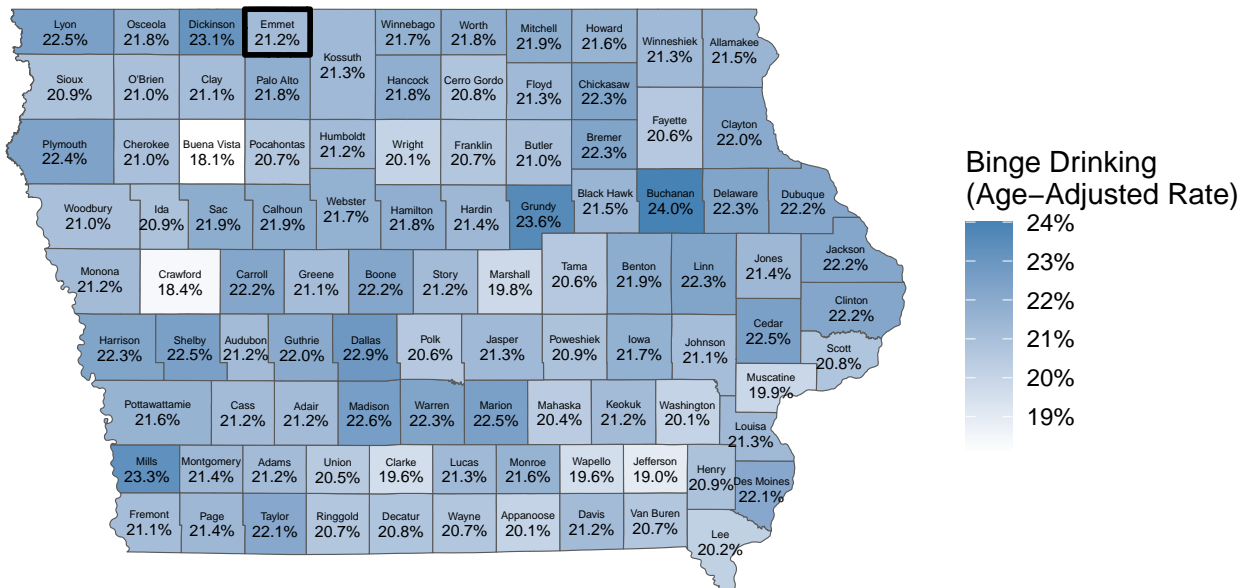 Lyon
22.5%
Osceola
21.8%
Dickinson
23.1%
Emmet
21.2%
Kossuth
21.3%
Winnebago
21.7%
Worth
21.8%
Mitchell
21.9%
Howard
21.6%
Winneshiek
21.3%
Allamakee
21.5%
Sioux
20.9%
O'Brien
21.0%
Clay
21.1%
Palo Alto
21.8%
Hancock
21.8%
Cerro Gordo
20.8%
Floyd
21.3%
Chickasaw
22.3%
Fayette
20.6%
Clayton
22.0%
Plymouth
22.4%
Cherokee
21.0%
Buena Vista
18.1%
Pocahontas
20.7%
Humboldt
21.2%
Wright
20.1%
Franklin
20.7%
Butler
21.0%
Bremer
22.3%
Woodbury
21.0%
Ida
20.9%
Sac
21.9%
Calhoun
21.9%
Webster
21.7%
Hamilton
21.8%
Hardin
21.4%
Grundy
23.6%
Black Hawk
21.5%
Buchanan
24.0%
Delaware
22.3%
Dubuque
22.2%
Monona
21.2%
Crawford
18.4%
Carroll
22.2%
Greene
21.1%
Boone
22.2%
Story
21.2%
Marshall
19.8%
Tama
20.6%
Benton
21.9%
Linn
22.3%
Jones
21.4%
Jackson
22.2%
Clinton
22.2%
Harrison
22.3%
Shelby
22.5%
Audubon
21.2%
Guthrie
22.0%
Dallas
22.9%
Polk
20.6%
Jasper
21.3%
Poweshiek
20.9%
Iowa
21.7%
Johnson
21.1%
Cedar
22.5%
Scott
20.8%
Muscatine
19.9%
Pottawattamie
21.6%
Cass
21.2%
Adair
21.2%
Madison
22.6%
Warren
22.3%
Marion
22.5%
Mahaska
20.4%
Keokuk
21.2%
Washington
20.1%
Louisa
21.3%
Mills
23.3%
Montgomery
21.4%
Adams
21.2%
Union
20.5%
Clarke
19.6%
Lucas
21.3%
Monroe
21.6%
Wapello
19.6%
Jefferson
19.0%
Henry
20.9%
Des Moines
22.1%
Fremont
21.1%
Page
21.4%
Taylor
22.1%
Ringgold
20.7%
Decatur
20.8%
Wayne
20.7%
Appanoose
20.1%
Davis
21.2%
Van Buren
20.7%
Lee
20.2%
Binge Drinking
(Age−Adjusted Rate)
24%
23%
22%
21%
20%
19%